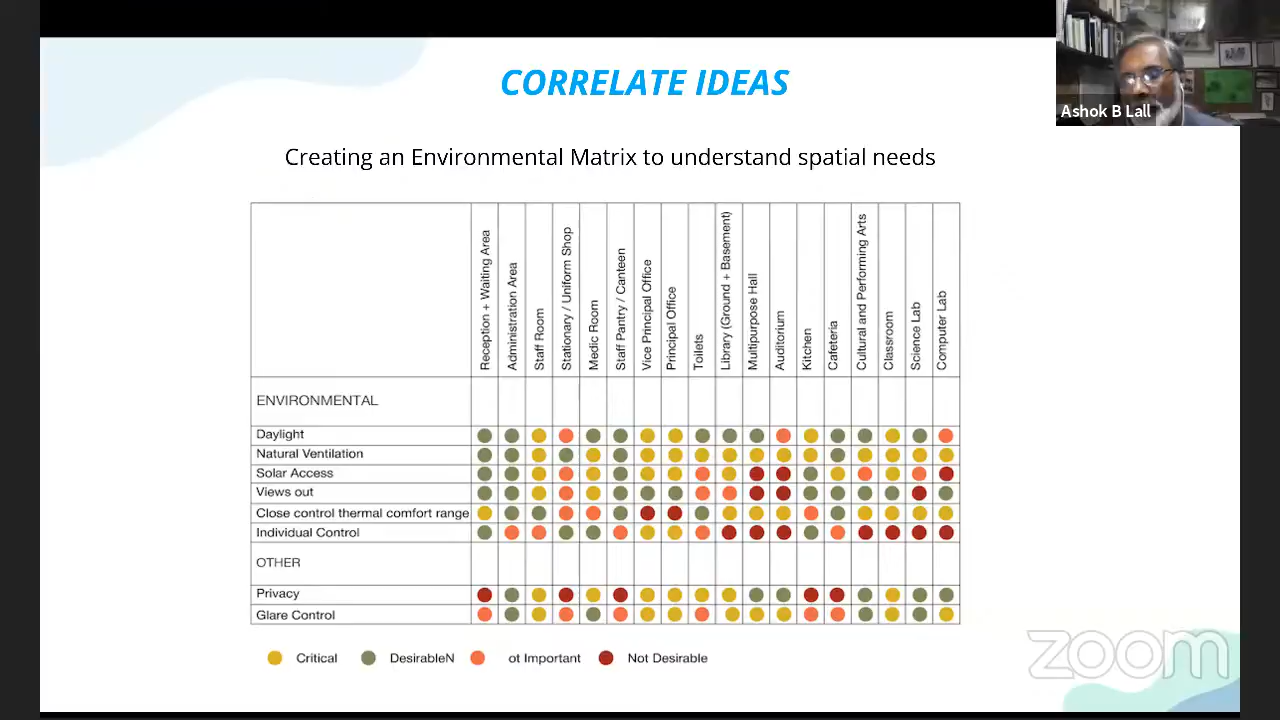 CORRELATE IDEAS
Ashok B Lall
Creating an Environmental Matrix to understand spatial needs
Reception + Waiting Area
Administration Area
Staff Room
Stationary / Uniform Shop
Medic Room
Staff Pantry / Canteen
Vice Principal Office
Principal Office
Toilets
Library (Ground + Basement)
Multipurpose Hall
Auditorium
Kitchen
Cafeteria
Cultural and Performing Arts
Classroom
Science Lab
Computer Lab
ENVIRONMENTAL
Daylight
Natural Ventilation
Solar Access
Views out
Close control thermal comfort range
Individual Control
OTHER
Privacy
Glare Control
Critical DesirableN ot Important Not Desirable
zoom